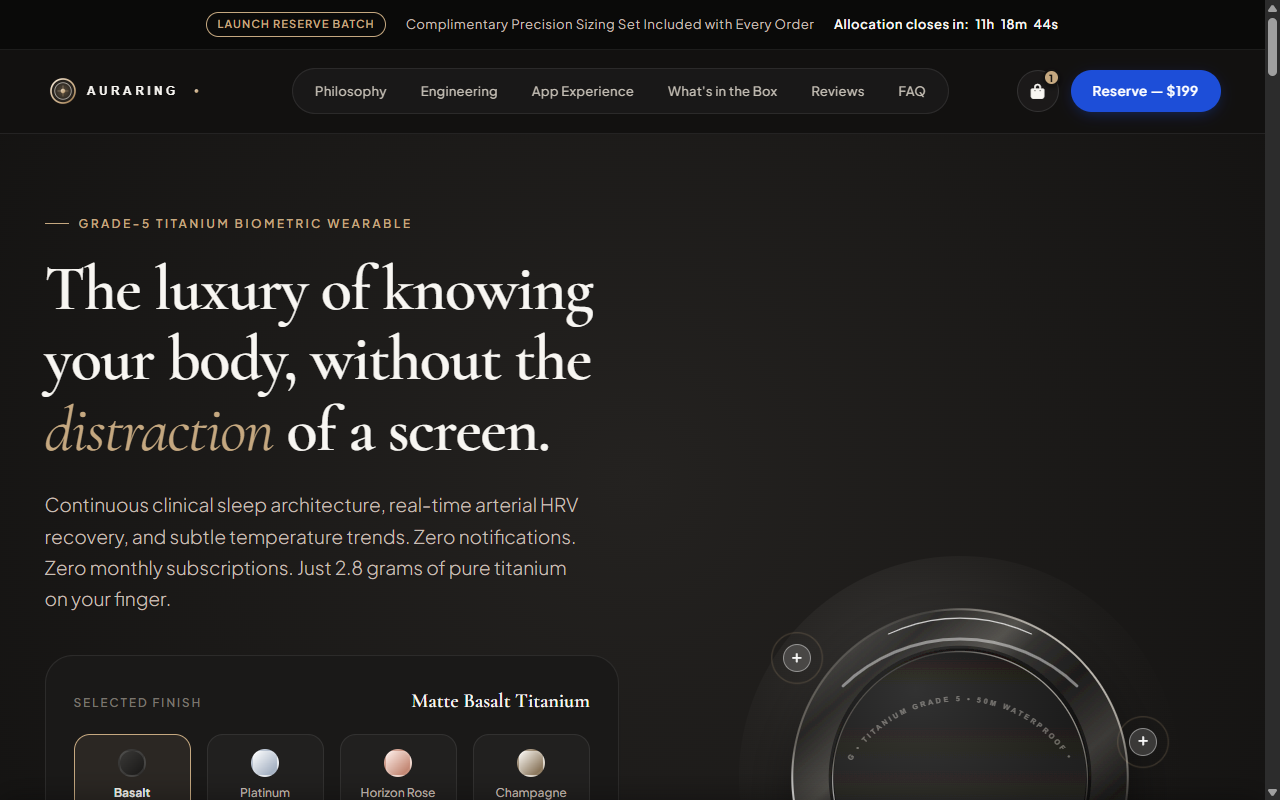 LAUNCH RESERVE BATCH
Complimentary Precision Sizing Set Included with Every Order
Allocation closes in: 11h 18m 44s
AURARING
Philosophy
Engineering
App Experience
What's in the Box
Reviews
FAQ
1
Reserve — $199
GRADE-5 TITANIUM BIOMETRIC WEARABLE
The luxury of knowing
your body, without the
distraction of a screen.
Continuous clinical sleep architecture, real-time arterial HRV
recovery, and subtle temperature trends. Zero notifications.
Zero monthly subscriptions. Just 2.8 grams of pure titanium
on your finger.
SELECTED FINISH
Matte Basalt Titanium
Basalt
Platinum
Horizon Rose
Champagne
G • TITANIUM GRADE 5 • 50M WATERPROOF •